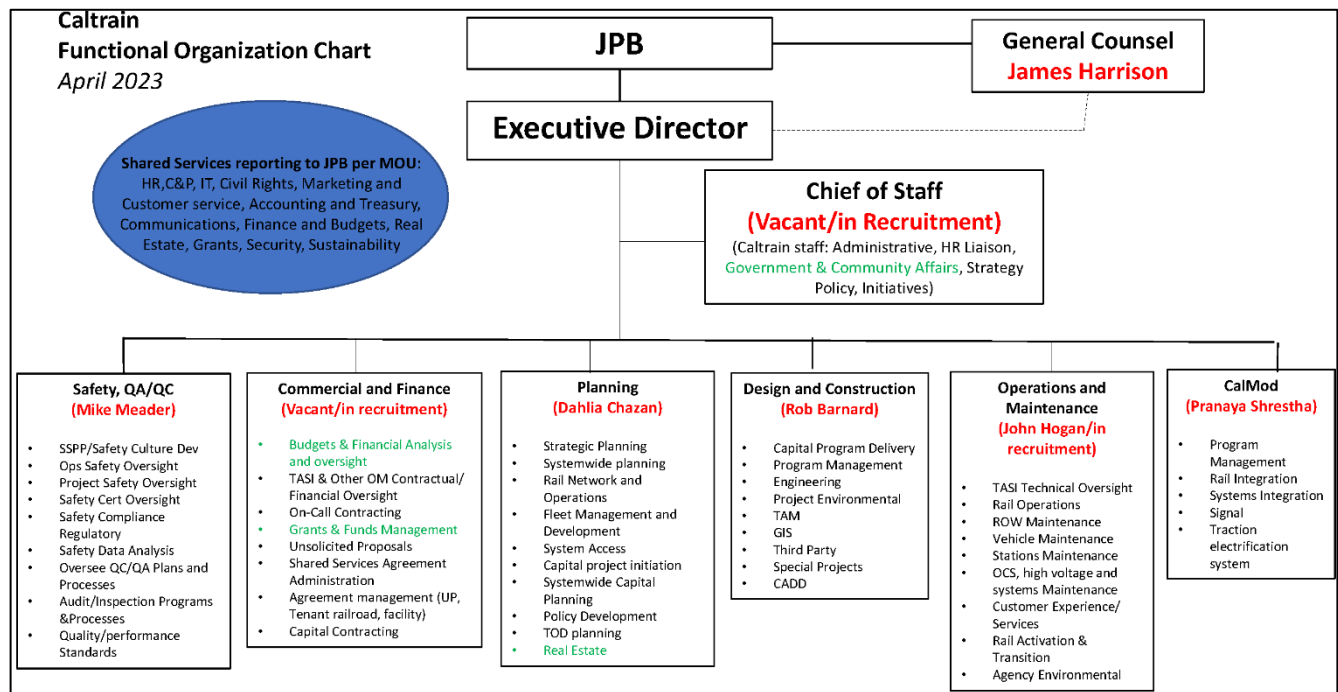 Caltrain
Functional Organization Chart
April 2023
JPB
General Counsel
James Harrison
Executive Director
Shared Services reporting to JPB per MOU:
HR,C&P, IT, Civil Rights, Marketing and
Customer service, Accounting and Treasury,
Communications, Finance and Budgets, Real
Estate, Grants, Security, Sustainability
Chief of Staff
(Vacant/in Recruitment)
(Caltrain staff: Administrative, HR Liaison,
Government & Community Affairs, Strategy
Policy, Initiatives)
Safety, QA/QC
(Mike Meader)
• SSPP/Safety Culture Dev
• Ops Safety Oversight
• Project Safety Oversight
• Safety Cert Oversight
• Safety Compliance
Regulatory
• Safety Data Analysis
• Oversee QC/QA Plans and
Processes
• Audit/Inspection Programs
&Processes
• Quality/performance
Standards
Commercial and Finance
(Vacant/in recruitment)
• Budgets & Financial Analysis
and oversight
• TASI & Other OM Contractual/
Financial Oversight
• On-Call Contracting
• Grants & Funds Management
• Unsolicited Proposals
• Shared Services Agreement
Administration
• Agreement management (UP,
Tenant railroad, facility)
• Capital Contracting
Planning
(Dahlia Chazan)
• Strategic Planning
• Systemwide planning
• Rail Network and
Operations
• Fleet Management and
Development
• System Access
• Capital project initiation
• Systemwide Capital
Planning
• Policy Development
• TOD planning
• Real Estate
Design and Construction
(Rob Barnard)
• Capital Program Delivery
• Program Management
• Engineering
• Project Environmental
• TAM
• GIS
• Third Party
• Special Projects
• CADD
Operations and
Maintenance
(John Hogan/in
recruitment)
• TASI Technical Oversight
• Rail Operations
• ROW Maintenance
• Vehicle Maintenance
• Stations Maintenance
• OCS, high voltage and
systems Maintenance
• Customer Experience/
Services
• Rail Activation &
Transition
• Agency Environmental
CalMod
(Pranaya Shrestha)
• Program
Management
• Rail Integration
• Systems Integration
• Signal
• Traction
electrification
system